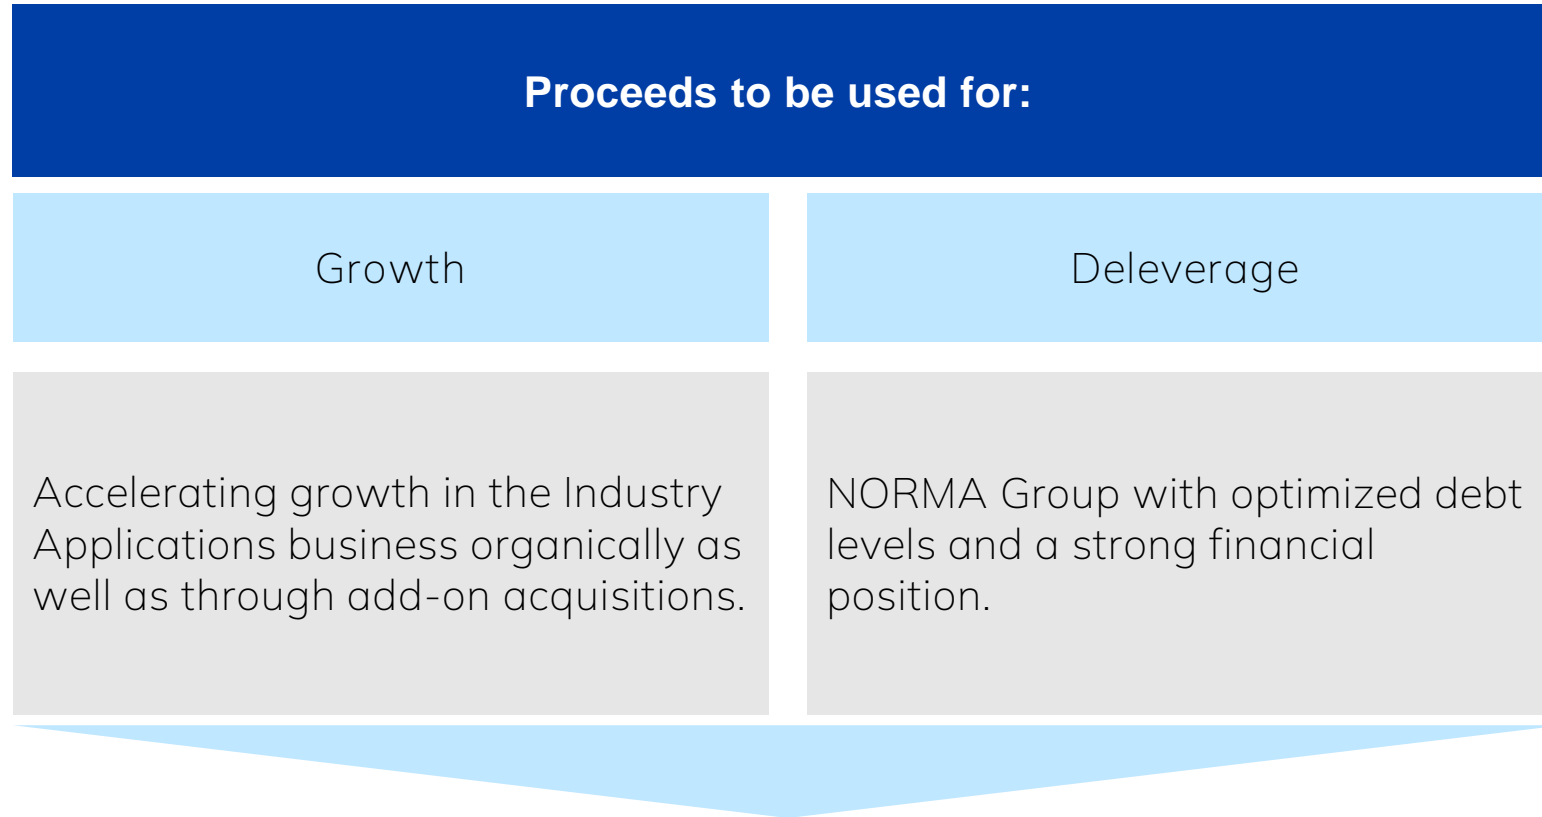 Proceeds to be used for:
Growth
Deleverage
Accelerating growth in the Industry
Applications business organically as
well as through add-on acquisitions.
NORMA Group with optimized debt
levels and a strong financial
position.